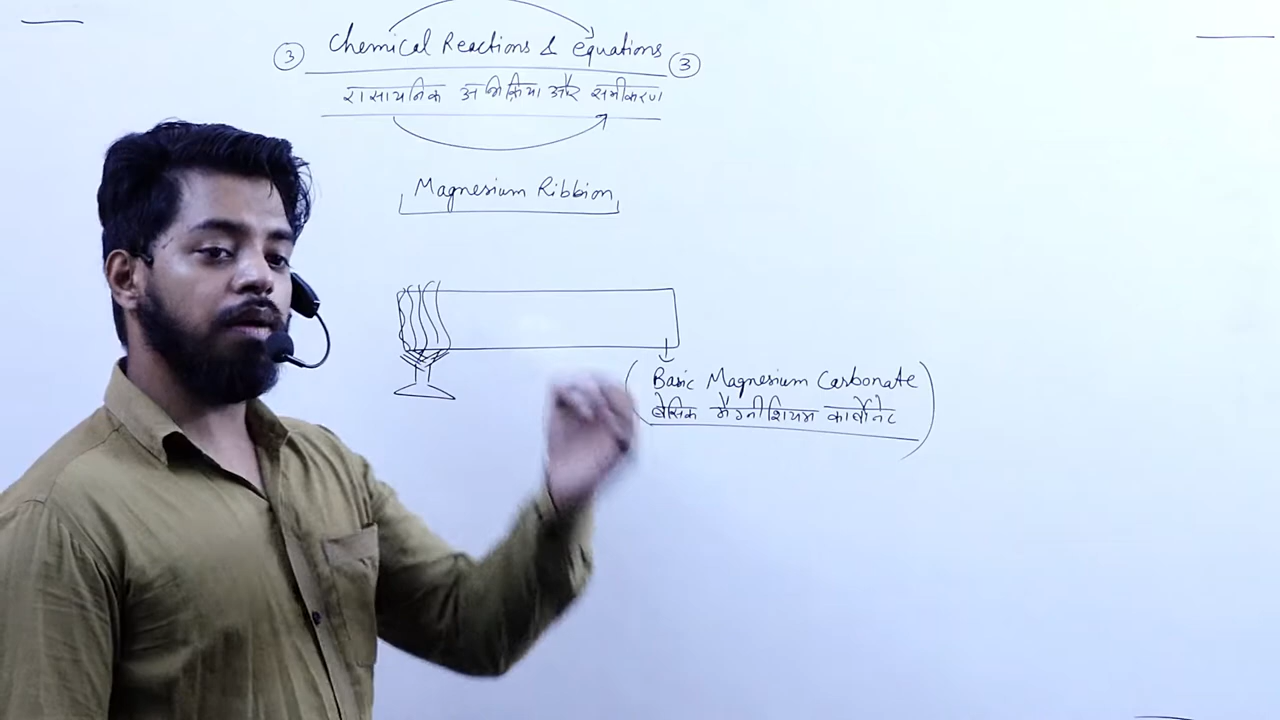 ③ Chemical Reactions & equations ③
रासायनिक अभिक्रिया और समीकरण
Magnesium Ribbion
Basic Magnesium Carbonate
बेसिक मैग्नीशियम कार्बोनेट